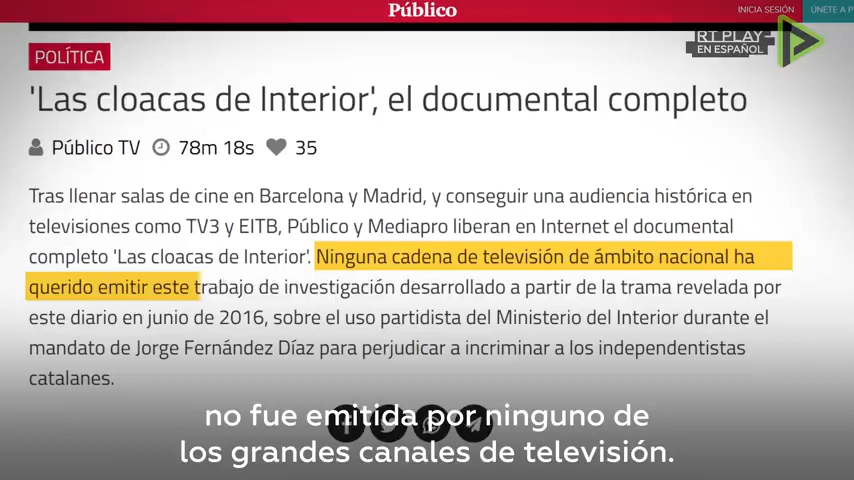 Público
INICIA SESIÓN
ÚNETE A P
RT PLAY
EN ESPAÑOL
POLÍTICA
'Las cloacas de Interior', el documental completo
Público TV 78m 18s 35
Tras llenar salas de cine en Barcelona y Madrid, y conseguir una audiencia histórica en
televisiones como TV3 y EITB, Público y Mediapro liberan en Internet el documental
completo 'Las cloacas de Interior'. Ninguna cadena de televisión de ámbito nacional ha
querido emitir este trabajo de investigación desarrollado a partir de la trama revelada por
este diario en junio de 2016, sobre el uso partidista del Ministerio del Interior durante el
mandato de Jorge Fernández Díaz para perjudicar a incriminar a los independentistas
catalanes.
no fue emitida por ninguno de
los grandes canales de televisión.